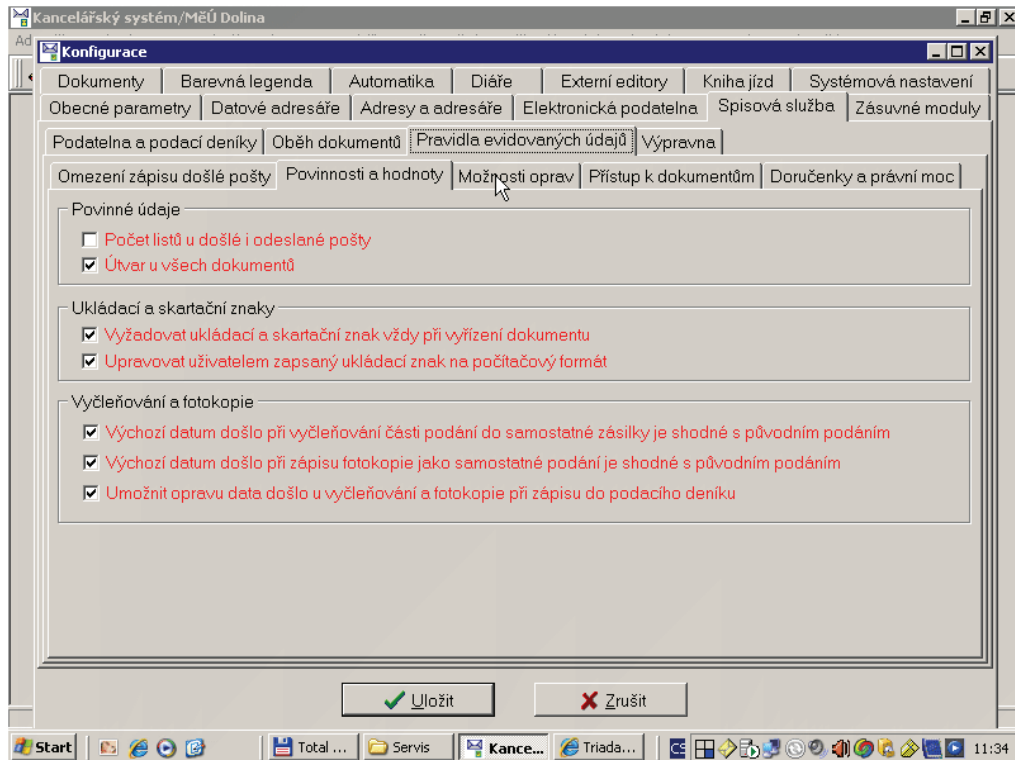 Kancelářský systém/MěÚ Dolina
Ad
Konfigurace
Dokumenty Barevná legenda Automatika Diáře Externí editory Kniha jízd Systémová nastavení
Obecné parametry Datové adresáře Adresy a adresáře Elektronická podatelna Spisová služba Zásuvné moduly
Podatelna a podací deníky Oběh dokumentů Pravidla evidovaných údajů Výpravna
Omezení zápisu došlé pošty Povinnosti a hodnoty Možnosti oprav Přístup k dokumentům Doručenky a právní moc
Povinné údaje
Počet listů u došlé i odeslané pošty
Útvar u všech dokumentů
Ukládací a skartační znaky
Vyžadovat ukládací a skartační znak vždy při vyřízení dokumentu
Upravovat uživatelem zapsaný ukládací znak na počítačový formát
Vyčleňování a fotokopie
Výchozí datum došlo při vyčleňování části podání do samostatné zásilky je shodné s původním podáním
Výchozí datum došlo při zápisu fotokopie jako samostatné podání je shodné s původním podáním
Umožnit opravu data došlo u vyčleňování a fotokopie při zápisu do podacího deníku
Uložit Zrušit
Start Total ... Servis Kance... Triada... CS 11:34